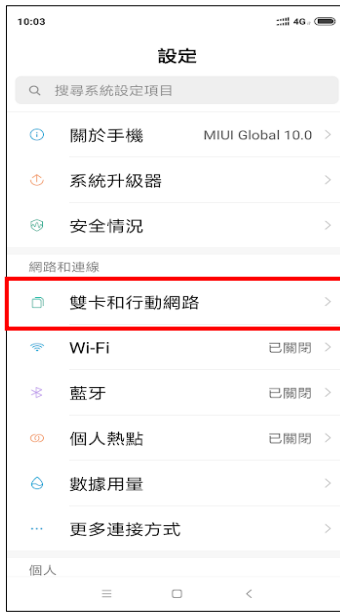 10:03 4G
設定
搜尋系統設定項目
關於手機 MIUI Global 10.0
系統升級器
安全情況
網路和連線
雙卡和行動網路
Wi-Fi 已關閉
藍牙 已關閉
個人熱點 已關閉
數據用量
更多連接方式
個人